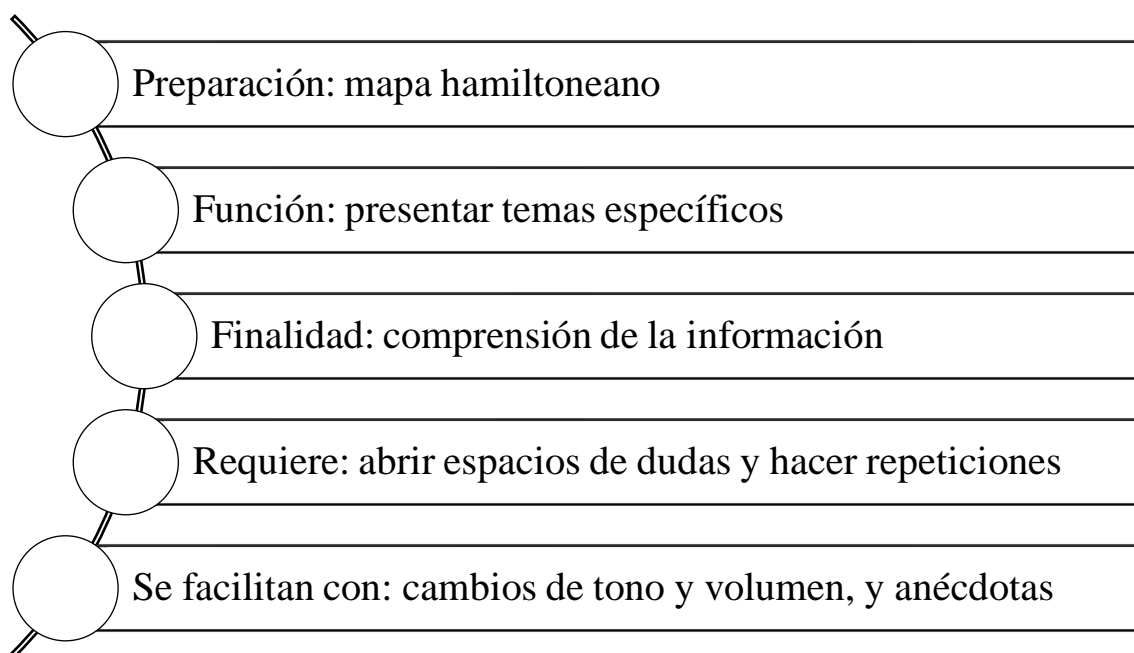 Preparación: mapa hamiltoneano
Función: presentar temas específicos
Finalidad: comprensión de la información
Requiere: abrir espacios de dudas y hacer repeticiones
Se facilitan con: cambios de tono y volumen, y anécdotas